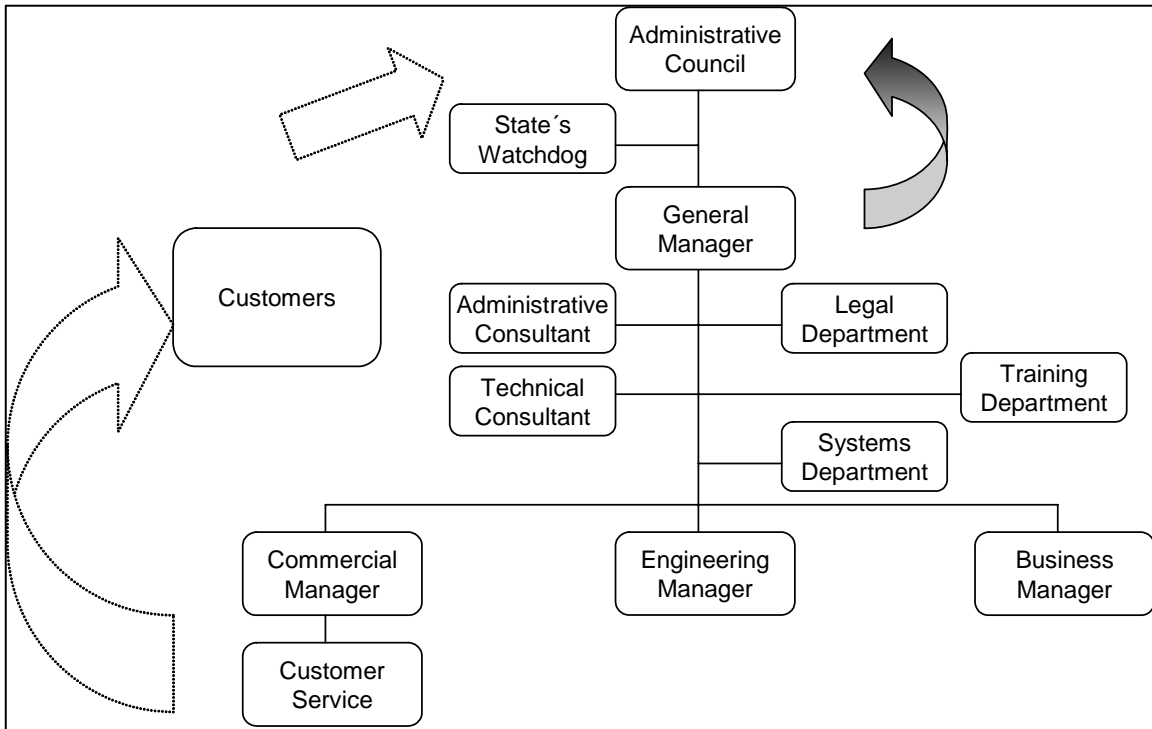 Administrative
Council
State´s
Watchdog
General
Manager
Customers
Administrative
Consultant
Legal
Department
Technical
Consultant
Training
Department
Systems
Department
Commercial
Manager
Engineering
Manager
Business
Manager
Customer
Service